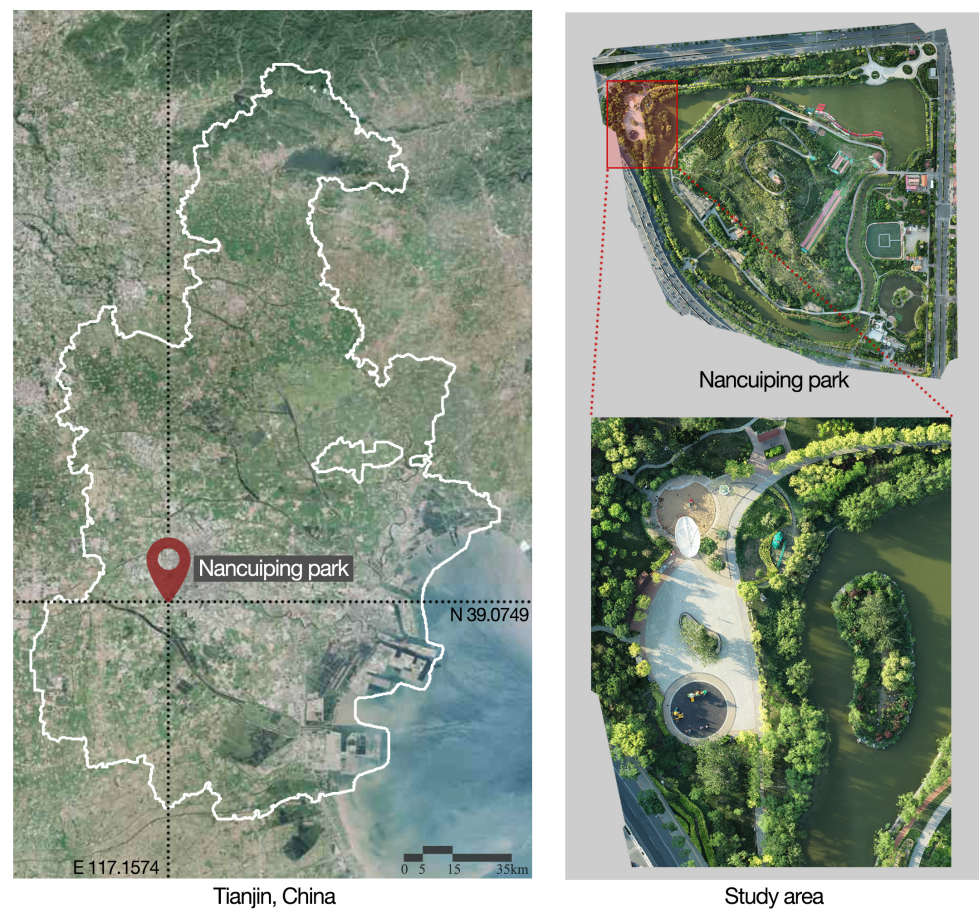 Nancuiping park
N 39.0749
E 117.1574
0 5 15 35km
Tianjin, China
Nancuiping park
Study area